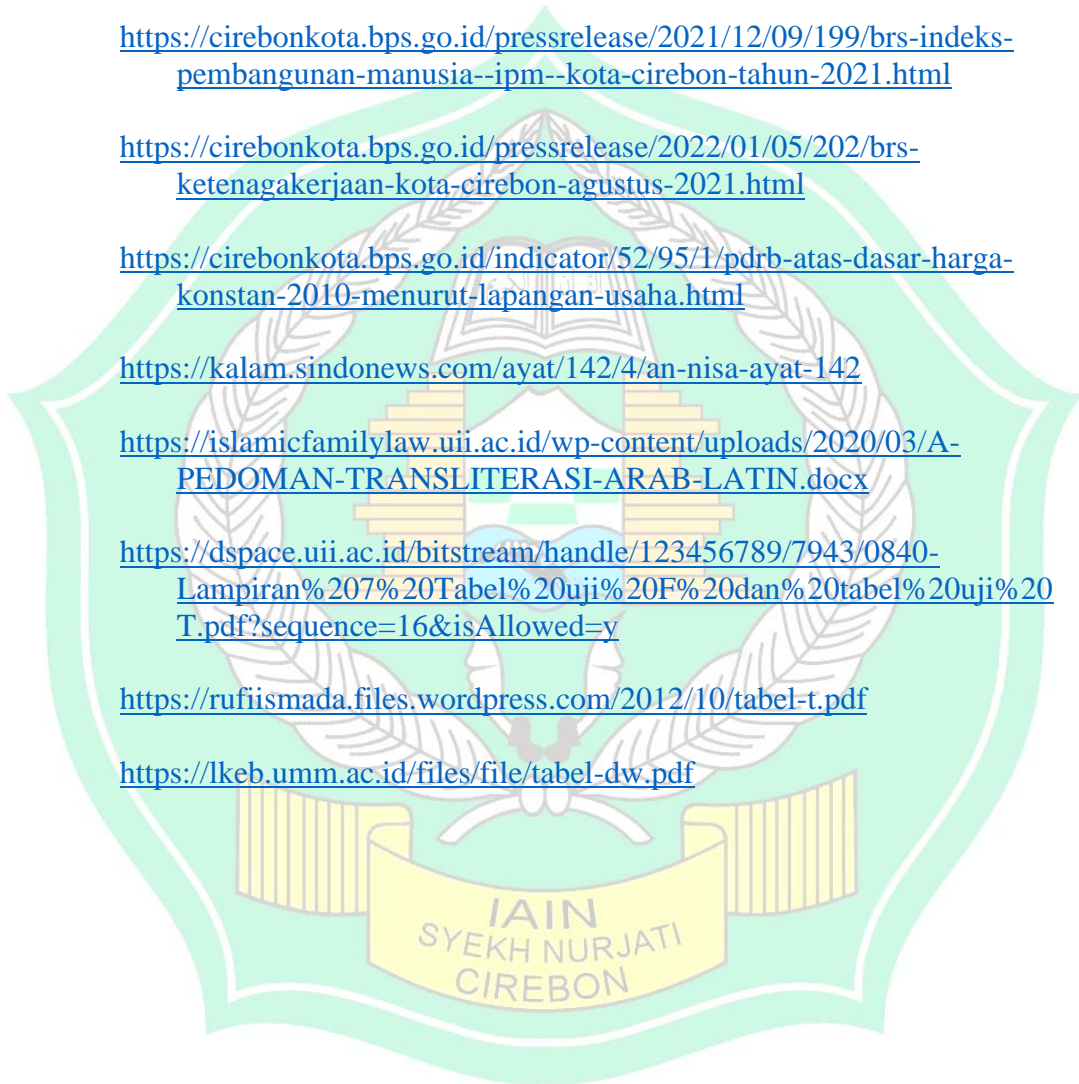 https://cirebonkota.bps.go.id/pressrelease/2021/12/09/199/brs-indeks-
pembangunan-manusia--ipm--kota-cirebon-tahun-2021.html
https://cirebonkota.bps.go.id/pressrelease/2022/01/05/202/brs-
ketenagakerjaan-kota-cirebon-agustus-2021.html
https://cirebonkota.bps.go.id/indicator/52/95/1/pdrb-atas-dasar-harga-
konstan-2010-menurut-lapangan-usaha.html
https://kalam.sindonews.com/ayat/142/4/an-nisa-ayat-142
https://islamicfamilylaw.uii.ac.id/wp-content/uploads/2020/03/A-
PEDOMAN-TRANSLITERASI-ARAB-LATIN.docx
https://dspace.uii.ac.id/bitstream/handle/123456789/7943/0840-
Lampiran%207%20Tabel%20uji%20F%20dan%20tabel%20uji%20
T.pdf?sequence=16&isAllowed=y
https://rufiismada.files.wordpress.com/2012/10/tabel-t.pdf
https://lkeb.umm.ac.id/files/file/tabel-dw.pdf
IAIN
SYEKH NURJATI
CIREBON